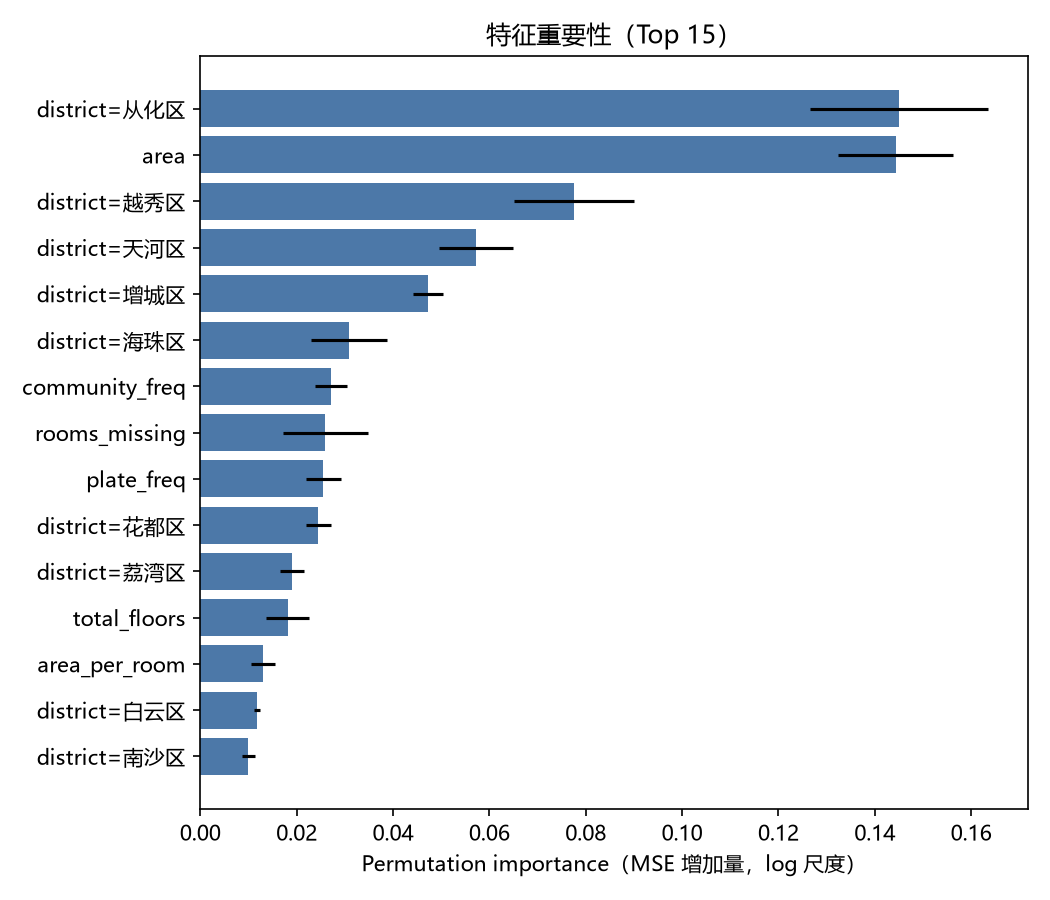 特征重要性（Top 15）
district=从化区
area
district=越秀区
district=天河区
district=增城区
district=海珠区
community_freq
rooms_missing
plate_freq
district=花都区
district=荔湾区
total_floors
area_per_room
district=白云区
district=南沙区
0.00 0.02 0.04 0.06 0.08 0.10 0.12 0.14 0.16
Permutation importance（MSE 增加量，log 尺度）